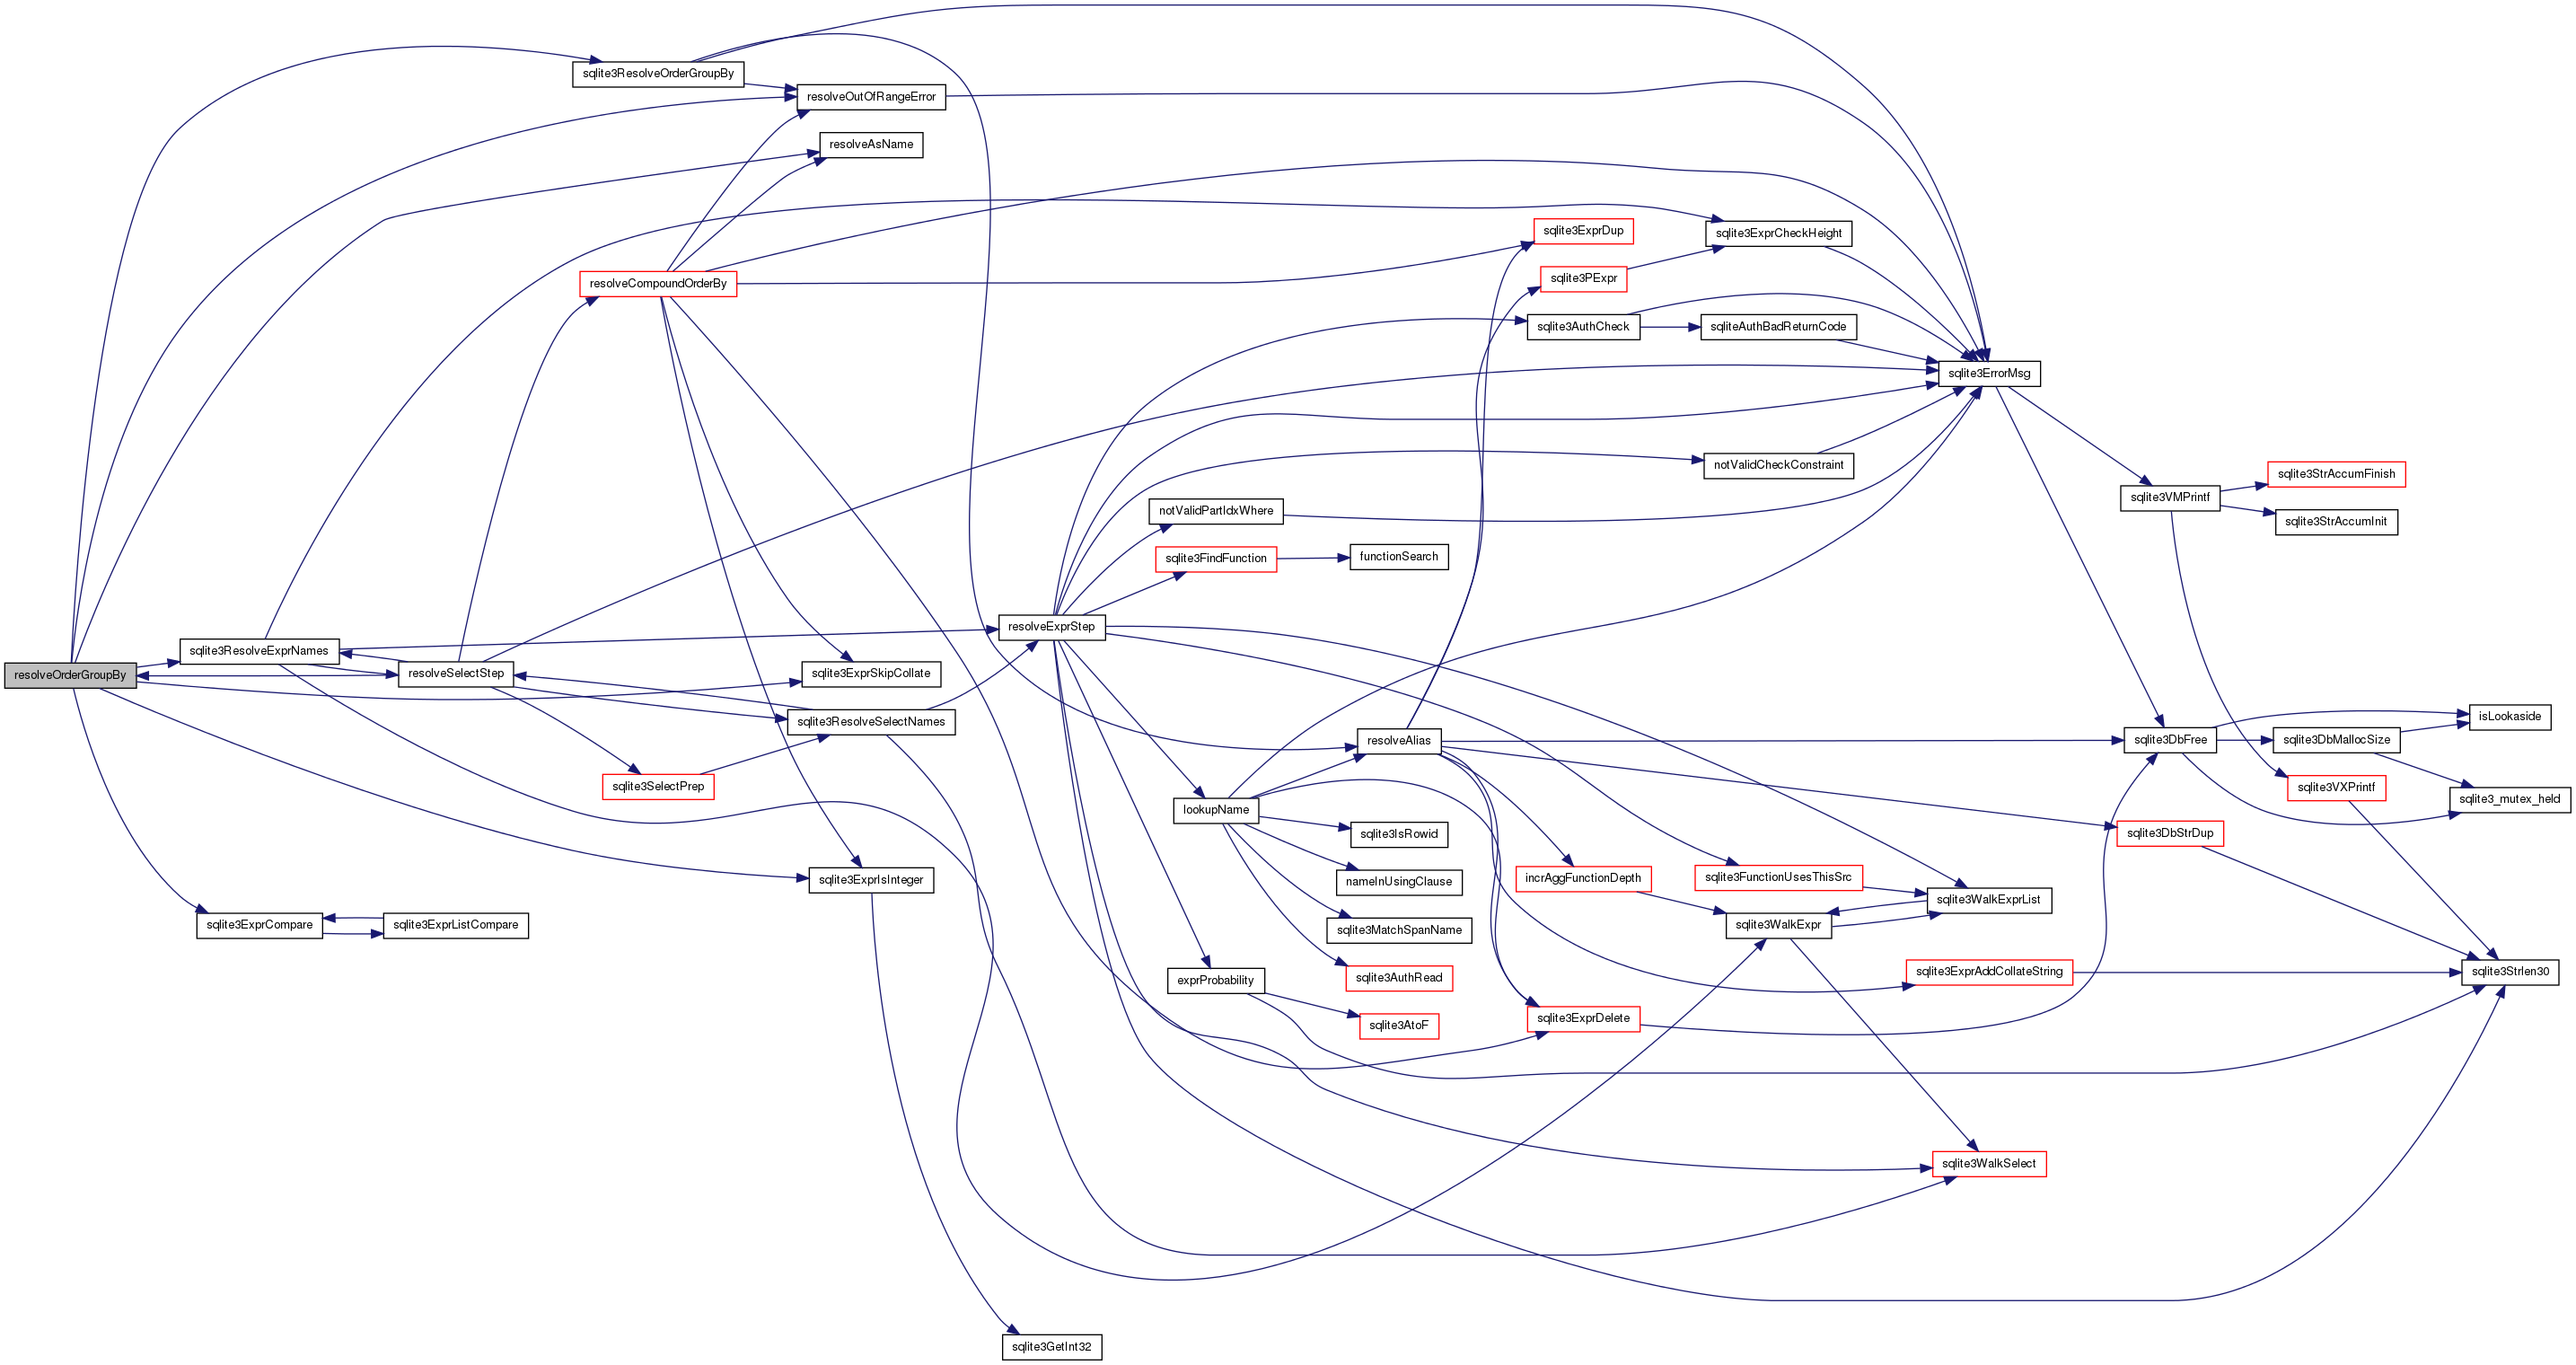 sqlite3ResolveOrderGroupBy
resolveOutOfRangeError
resolveAsName
sqlite3ExprDup
sqlite3ExprCheckHeight
sqlite3PExpr
resolveCompoundOrderBy
sqlite3AuthCheck
sqliteAuthBadReturnCode
sqlite3ErrorMsg
notValidCheckConstraint
sqlite3StrAccumFinish
sqlite3VMPrintf
notValidPartIdxWhere
sqlite3StrAccumInit
sqlite3FindFunction
functionSearch
resolveExprStep
sqlite3ResolveExprNames
resolveOrderGroupBy
resolveSelectStep
sqlite3ExprSkipCollate
sqlite3ResolveSelectNames
isLookaside
resolveAlias
sqlite3DbFree
sqlite3DbMallocSize
sqlite3SelectPrep
sqlite3VXPrintf
sqlite3_mutex_held
lookupName
sqlite3IsRowid
sqlite3DbStrDup
sqlite3ExprIsInteger
nameInUsingClause
incrAggFunctionDepth
sqlite3FunctionUsesThisSrc
sqlite3WalkExprList
sqlite3ExprCompare
sqlite3ExprListCompare
sqlite3MatchSpanName
sqlite3WalkExpr
exprProbability
sqlite3AuthRead
sqlite3ExprAddCollateString
sqlite3Strlen30
sqlite3AtoF
sqlite3ExprDelete
sqlite3WalkSelect
sqlite3GetInt32